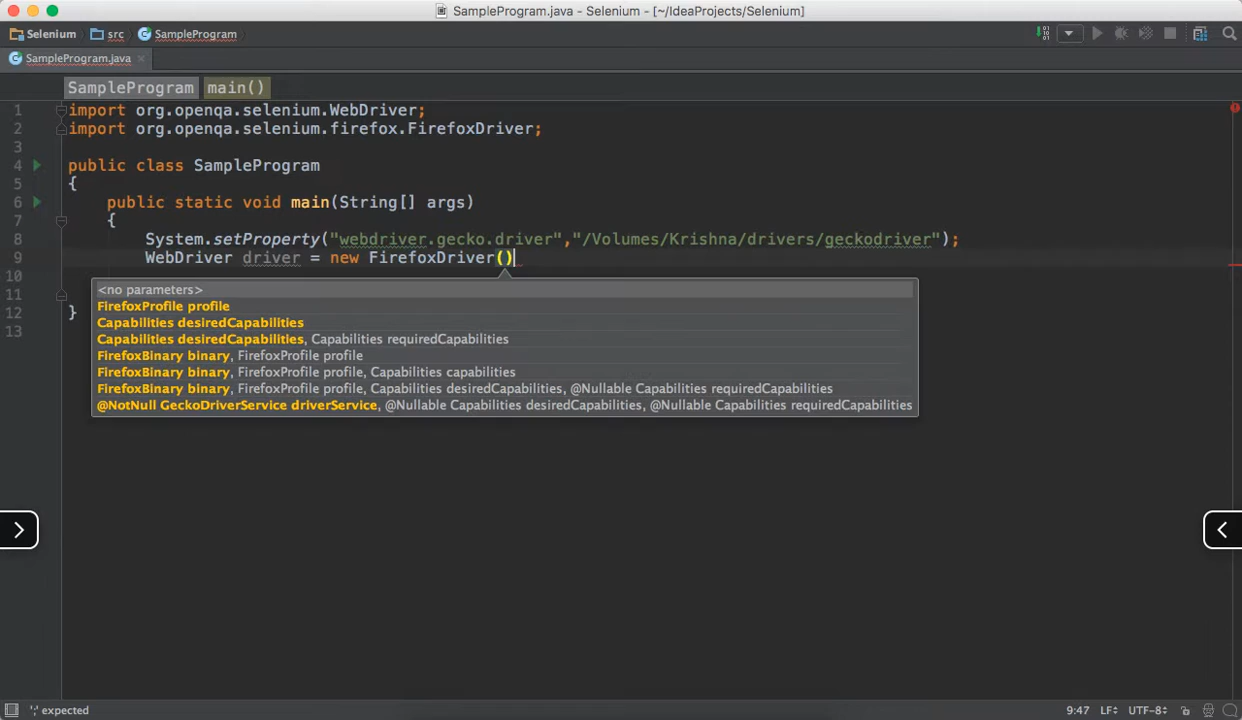 SampleProgram.java - Selenium - [~/IdeaProjects/Selenium]
Selenium src SampleProgram
SampleProgram.java
SampleProgram main()
1 import org.openqa.selenium.WebDriver;
2 import org.openqa.selenium.firefox.FirefoxDriver;
3
4 public class SampleProgram
5 {
6 public static void main(String[] args)
7 {
8 System.setProperty("webdriver.gecko.driver","/Volumes/Krishna/drivers/geckodriver");
9 WebDriver driver = new FirefoxDriver()
10 <no parameters>
FirefoxProfile profile
11 Capabilities desiredCapabilities
12 }
Capabilities desiredCapabilities, Capabilities requiredCapabilities
13
FirefoxBinary binary, FirefoxProfile profile
FirefoxBinary binary, FirefoxProfile profile, Capabilities capabilities
FirefoxBinary binary, FirefoxProfile profile, Capabilities desiredCapabilities, @Nullable Capabilities requiredCapabilities
@NotNull GeckoDriverService driverService, @Nullable Capabilities desiredCapabilities, @Nullable Capabilities requiredCapabilities
';' expected 9:47 LF UTF-8